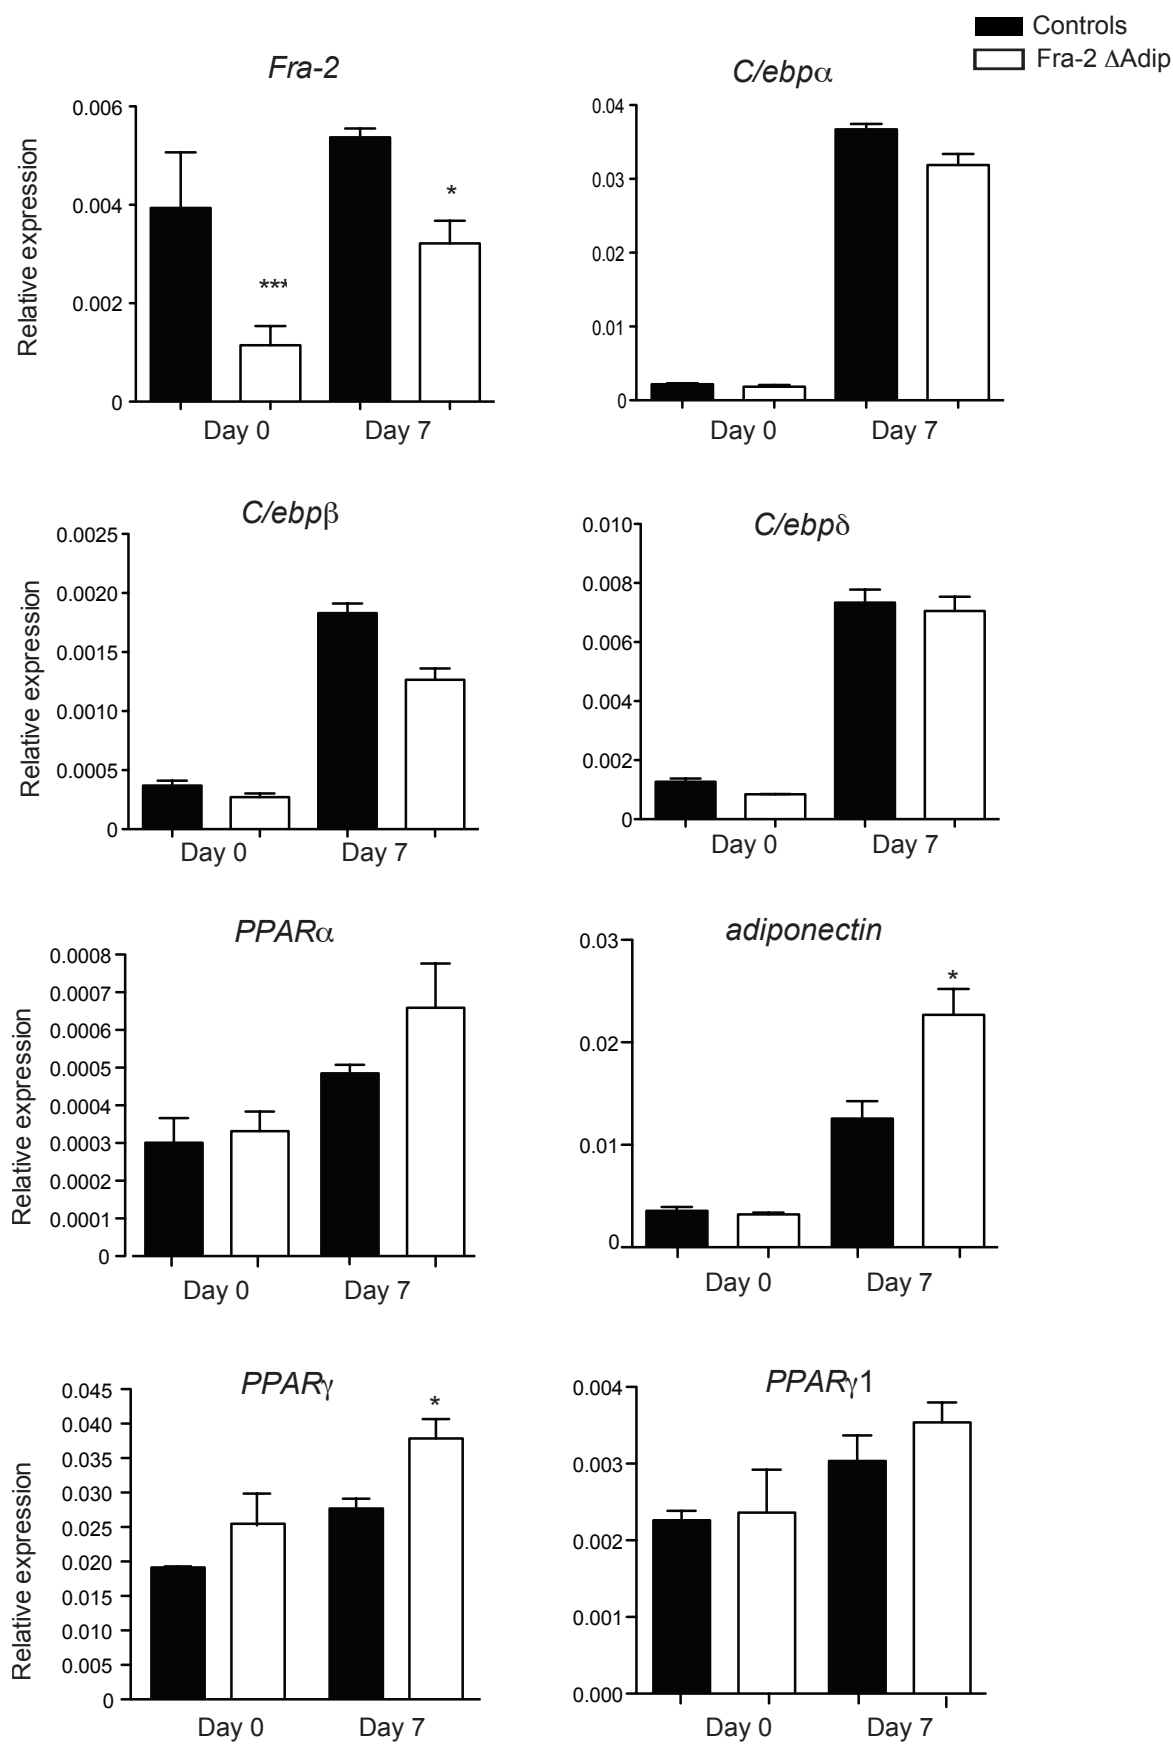 Controls
Fra-2 ΔAdip
Fra-2
Relative expression
0.006
0.004
***
*
0.002
0
Day 0 Day 7
C/ebpα
0.04
0.03
0.02
0.01
0
Day 0 Day 7
C/ebpβ
Relative expression
0.0025
0.0020
0.0015
0.0010
0.0005
0
Day 0 Day 7
C/ebpδ
0.010
0.008
0.006
0.004
0.002
0
Day 0 Day 7
PPARα
Relative expression
0.0008
0.0007
0.0006
0.0005
0.0004
0.0003
0.0002
0.0001
0
Day 0 Day 7
adiponectin
0.03
*
0.02
0.01
0
Day 0 Day 7
PPARγ
Relative expression
0.045
*
0.040
0.035
0.030
0.025
0.020
0.015
0.010
0.005
0
Day 0 Day 7
PPARγ1
0.004
0.003
0.002
0.001
0.000
Day 0 Day 7